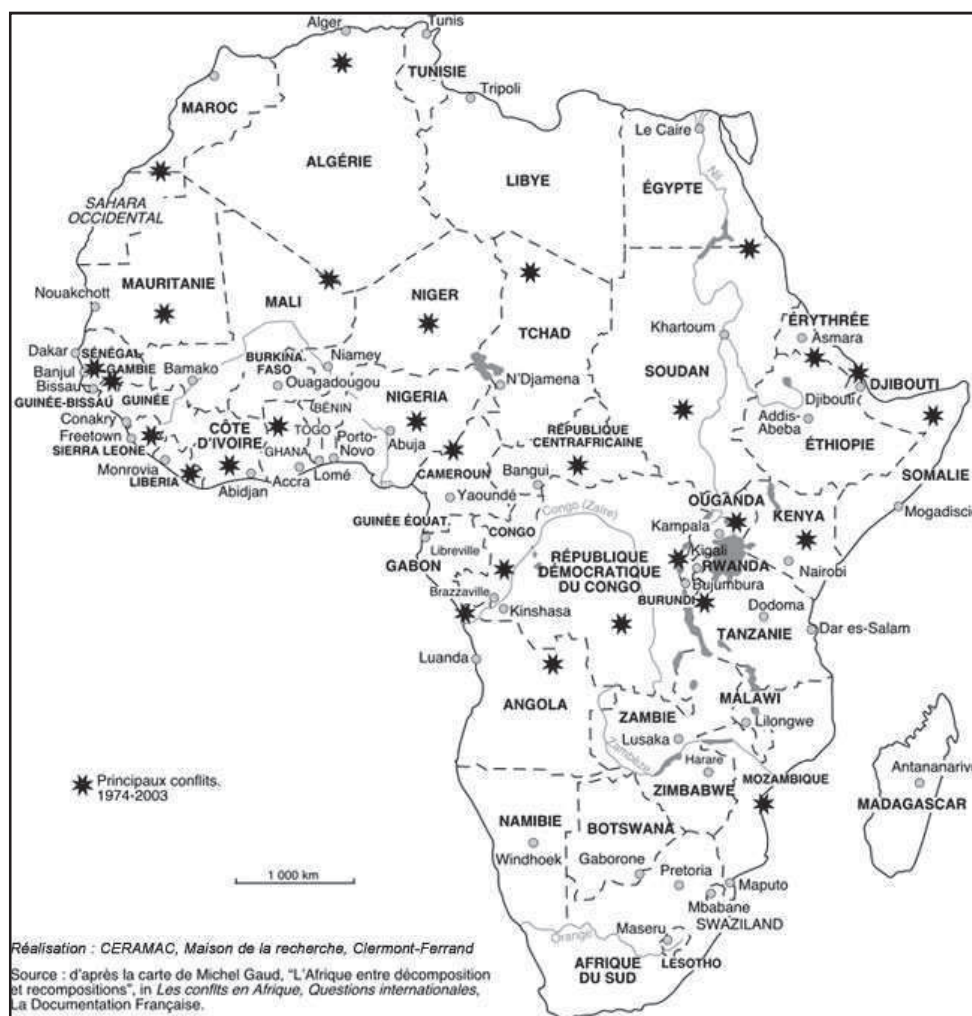 Alger
Tunis
TUNISIE
MAROC
Tripoli
Le Caire
ALGÉRIE
LIBYE
ÉGYPTE
Nil
SAHARA
OCCIDENTAL
MAURITANIE
MALI
NIGER
TCHAD
Nouakchott
Khartoum
ÉRYTHRÉE
Asmara
Dakar
SÉNÉGAL
Banjul
GAMBIE
Bissau
Bamako
BURKINA
FASO
Niamey
Ouagadougou
N'Djamena
SOUDAN
DJIBOUTI
Djibouti
GUINÉE-BISSAU
GUINÉE
BÉNIN
NIGERIA
Addis-
Abeba
Conakry
Freetown
CÔTE
D'IVOIRE
TOGO
Porto-
Novo
Abuja
RÉPUBLIQUE
CENTRAFRICAINE
ÉTHIOPIE
SIERRA LEONE
GHANA
Monrovia
LIBERIA
Abidjan
Accra
Lomé
CAMEROUN
Bangui
SOMALIE
Yaoundé
OUGANDA
KENYA
Mogadiscio
GUINÉE ÉQUAT.
CONGO
Congo (Zaïre)
Kampala
Libreville
GABON
RÉPUBLIQUE
DÉMOCRATIQUE
DU CONGO
Kigali
RWANDA
Nairobi
Bujumbura
Brazzaville
Kinshasa
BURUNDI
Dodoma
TANZANIE
Dar es-Salam
Luanda
ANGOLA
MALAWI
ZAMBIE
Lilongwe
Lusaka
Zambèze
Harare
MOZAMBIQUE
Antananarivo
ZIMBABWE
MADAGASCAR
Principaux conflits.
1974-2003
NAMIBIE
BOTSWANA
Windhoek
Gaborone
Pretoria
Maputo
1 000 km
Mbabane
SWAZILAND
Maseru
Orange
LESOTHO
AFRIQUE
DU SUD
Réalisation : CERAMAC, Maison de la recherche, Clermont-Ferrand
Source : d'après la carte de Michel Gaud, "L'Afrique entre décomposition
et recompositions", in Les conflts en Afrique, Questions internationales,
La Documentation Française.